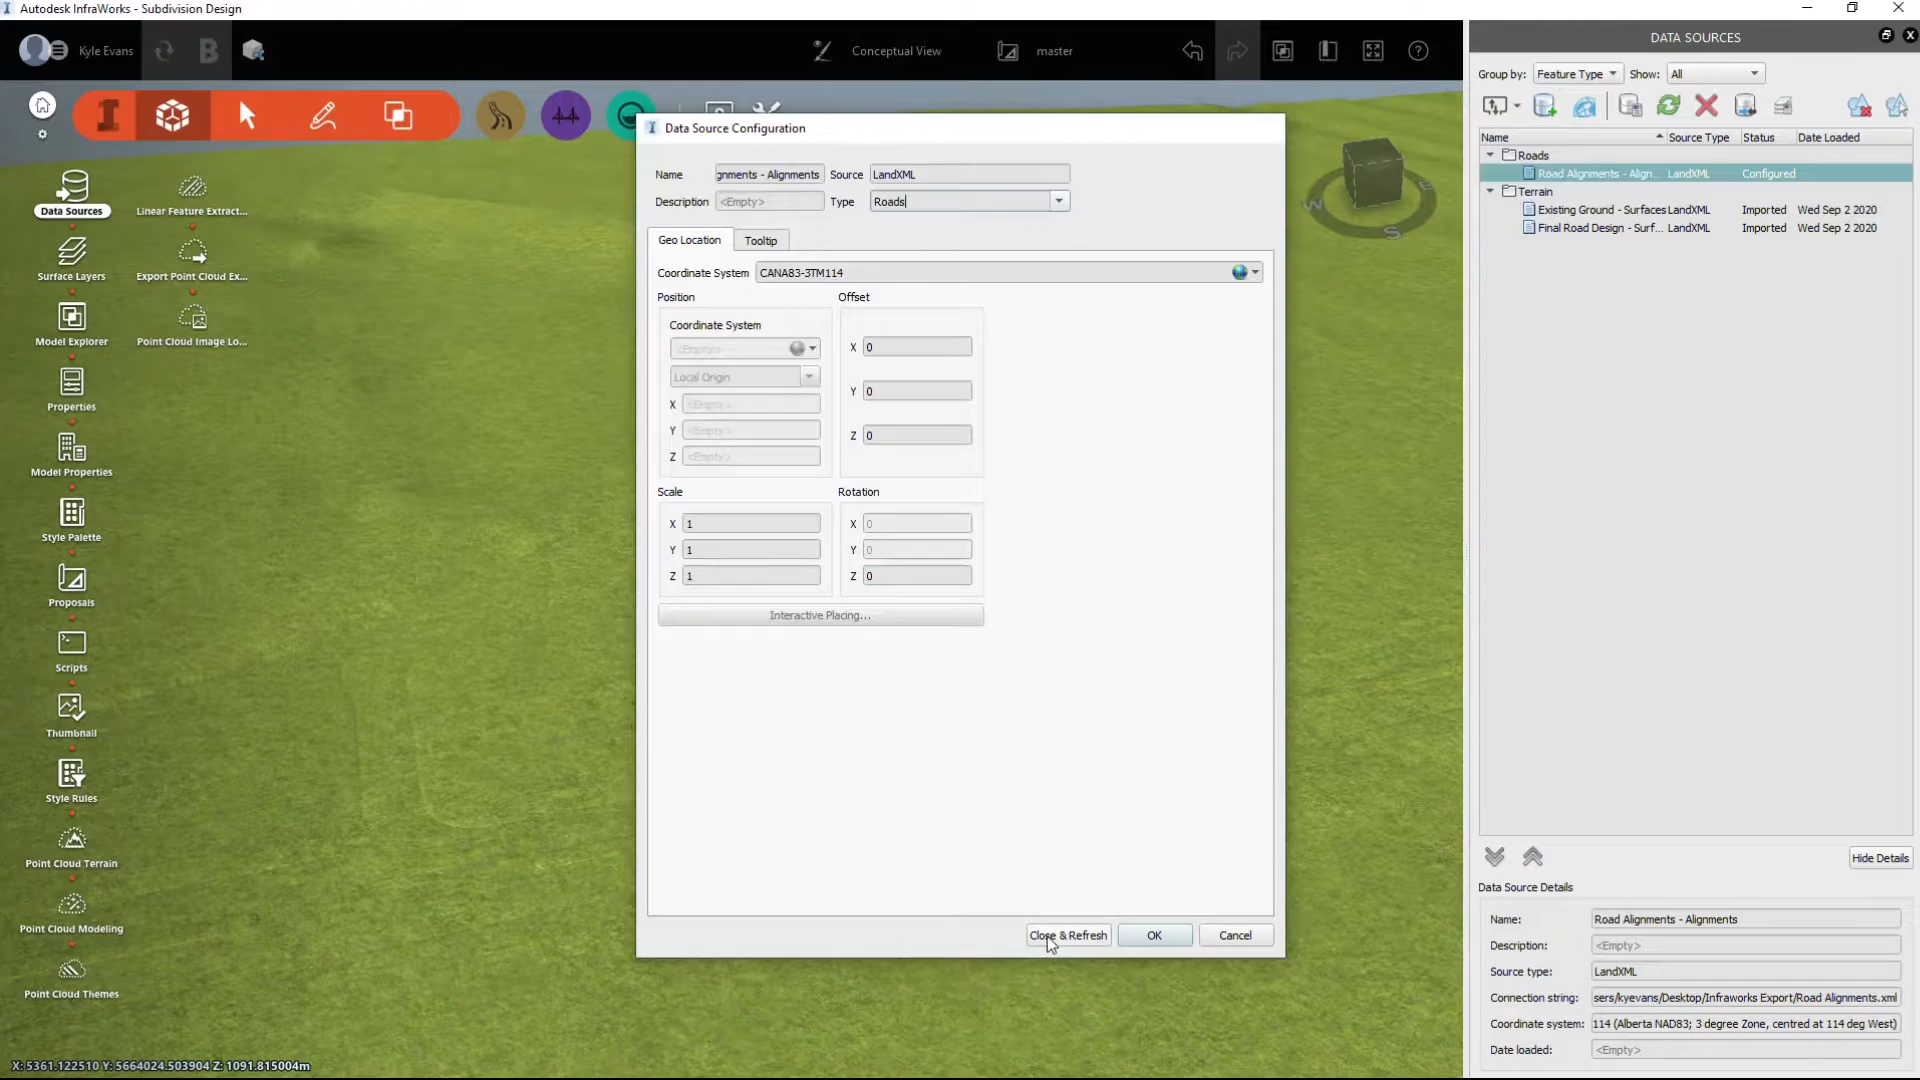 Autodesk InfraWorks - Subdivision Design
Kyle Evans
Conceptual View
master
Data Sources
Surface Layers
Model Explorer
Properties
Model Properties
Style Palette
Proposals
Scripts
Thumbnail
Style Rules
Point Cloud Terrain
Point Cloud Modeling
Point Cloud Themes
Linear Feature Extract...
Export Point Cloud Ex...
Point Cloud Image Lo...
X: 5361.122510 Y: 5664024.503904 Z: 1091.815004m
Data Source Configuration
Name gnments - Alignments Source LandXML
Description <Empty> Type Roads
Geo Location Tooltip
Coordinate System CANA83-3TM114
Position Offset
Coordinate System
<Empty>
Local Origin
X <Empty>
Y <Empty>
Z <Empty>
X 0
Y 0
Z 0
Scale Rotation
X 1
Y 1
Z 1
X 0
Y 0
Z 0
Interactive Placing...
Close & Refresh OK Cancel
W S E
DATA SOURCES
Group by: Feature Type Show: All
Name Source Type Status Date Loaded
Roads
Road Alignments - Align... LandXML Configured
Terrain
Existing Ground - Surfaces LandXML Imported Wed Sep 2 2020
Final Road Design - Surf... LandXML Imported Wed Sep 2 2020
Hide Details
Data Source Details
Name: Road Alignments - Alignments
Description: <Empty>
Source type: LandXML
Connection string: sers/kyevans/Desktop/Infraworks Export/Road Alignments.xml
Coordinate system: 114 (Alberta NAD83; 3 degree Zone, centred at 114 deg West)
Date loaded: <Empty>